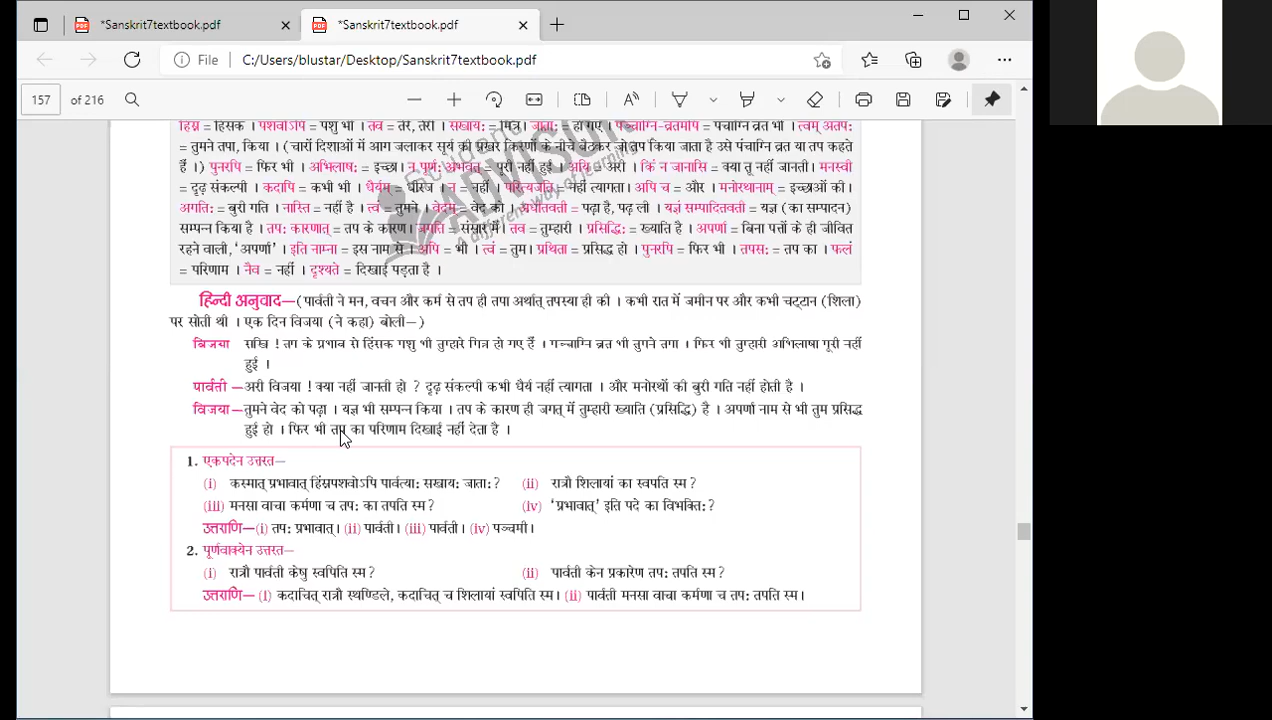 *Sanskrit7textbook.pdf
*Sanskrit7textbook.pdf
File C:/Users/blustar/Desktop/Sanskrit7textbook.pdf
157 of 216
हिंस्र = हिंसक । पशवोऽपि = पशु भी । तव = तेरे, तेरी । सखाय: = मित्र। जाता: = हो गए । पञ्चाग्नि-व्रतमपि = पंचाग्नि व्रत भी । त्वम् अतप:
= तुमने तपा, किया । (चारों दिशाओं में आग जलाकर सूर्य की प्रखर किरणों के नीचे बैठकर जो तप किया जाता है उसे पंचाग्नि व्रत या तप कहते
हैं ।) पुनरपि = फिर भी । अभिलाष: = इच्छा। न पूर्ण: अभवत् = पूरी नहीं हुई । अयि = अरी । किं न जानासि = क्या तू नहीं जानती। मनस्वी
= दृढ़ संकल्पी । कदापि = कभी भी । धैर्यम् = धीरज । न = नहीं । परित्यजति = नहीं त्यागता। अपि च = और । मनोरथानाम् = इच्छाओं की।
अगति: = बुरी गति । नास्ति = नहीं है । त्वं = तुमने । वेदम् = वेद को । अधीतवती = पढ़ा है, पढ़ ली । यज्ञं सम्पादितवती = यज्ञ (का सम्पादन)
सम्पन्न किया है । तप: कारणात् = तप के कारण। जगति = संसार में। तव = तुम्हारी । प्रसिद्धि: = ख्याति है । अपर्णा = बिना पत्तों के ही जीवित
रहने वाली, ‘अपर्णा’ । इति नाम्ना = इस नाम से । अपि = भी । त्वं = तुम। प्रथिता = प्रसिद्ध हो । पुनरपि = फिर भी । तपस: = तप का । फलं
= परिणाम । नैव = नहीं । दृश्यते = दिखाई पड़ता है ।
Student ADVISOR
A different way of learning
हिन्दी अनुवाद—(पार्वती ने मन, वचन और कर्म से तप ही तपा अर्थात् तपस्या ही की । कभी रात में जमीन पर और कभी चट्टान (शिला)
पर सोती थी । एक दिन विजया (ने कहा) बोली—)
विजया सखि ! तप के प्रभाव से हिंसक पशु भी तुम्हारे मित्र हो गए हैं । पञ्चाग्नि व्रत भी तुमने तपा । फिर भी तुम्हारी अभिलाषा पूरी नहीं
हुई ।
पार्वती —अरी विजया ! क्या नहीं जानती हो ? दृढ़ संकल्पी कभी धैर्य नहीं त्यागता । और मनोरथों की बुरी गति नहीं होती है ।
विजया —तुमने वेद को पढ़ा । यज्ञ भी सम्पन्न किया । तप के कारण ही जगत् में तुम्हारी ख्याति (प्रसिद्धि) है । अपर्णा नाम से भी तुम प्रसिद्ध
हुई हो । फिर भी तप का परिणाम दिखाई नहीं देता है ।
1. एकपदेन उत्तरत—
(i) कस्मात् प्रभावात् हिंस्रपशवोऽपि पार्वत्या: सखाय: जाता: ? (ii) रात्रौ शिलायां का स्वपति स्म ?
(iii) मनसा वाचा कर्मणा च तप: का तपति स्म ? (iv) ‘प्रभावात्’ इति पदे का विभक्ति: ?
उत्तराणि—(i) तप: प्रभावात्। (ii) पार्वती। (iii) पार्वती। (iv) पञ्चमी।
2. पूर्णवाक्येन उत्तरत—
(i) रात्रौ पार्वती केषु स्वपिति स्म ? (ii) पार्वती केन प्रकारेण तप: तपति स्म ?
उत्तराणि— (i) कदाचित् रात्रौ स्थण्डिले, कदाचित् च शिलायां स्वपिति स्म। (ii) पार्वती मनसा वाचा कर्मणा च तप: तपति स्म।